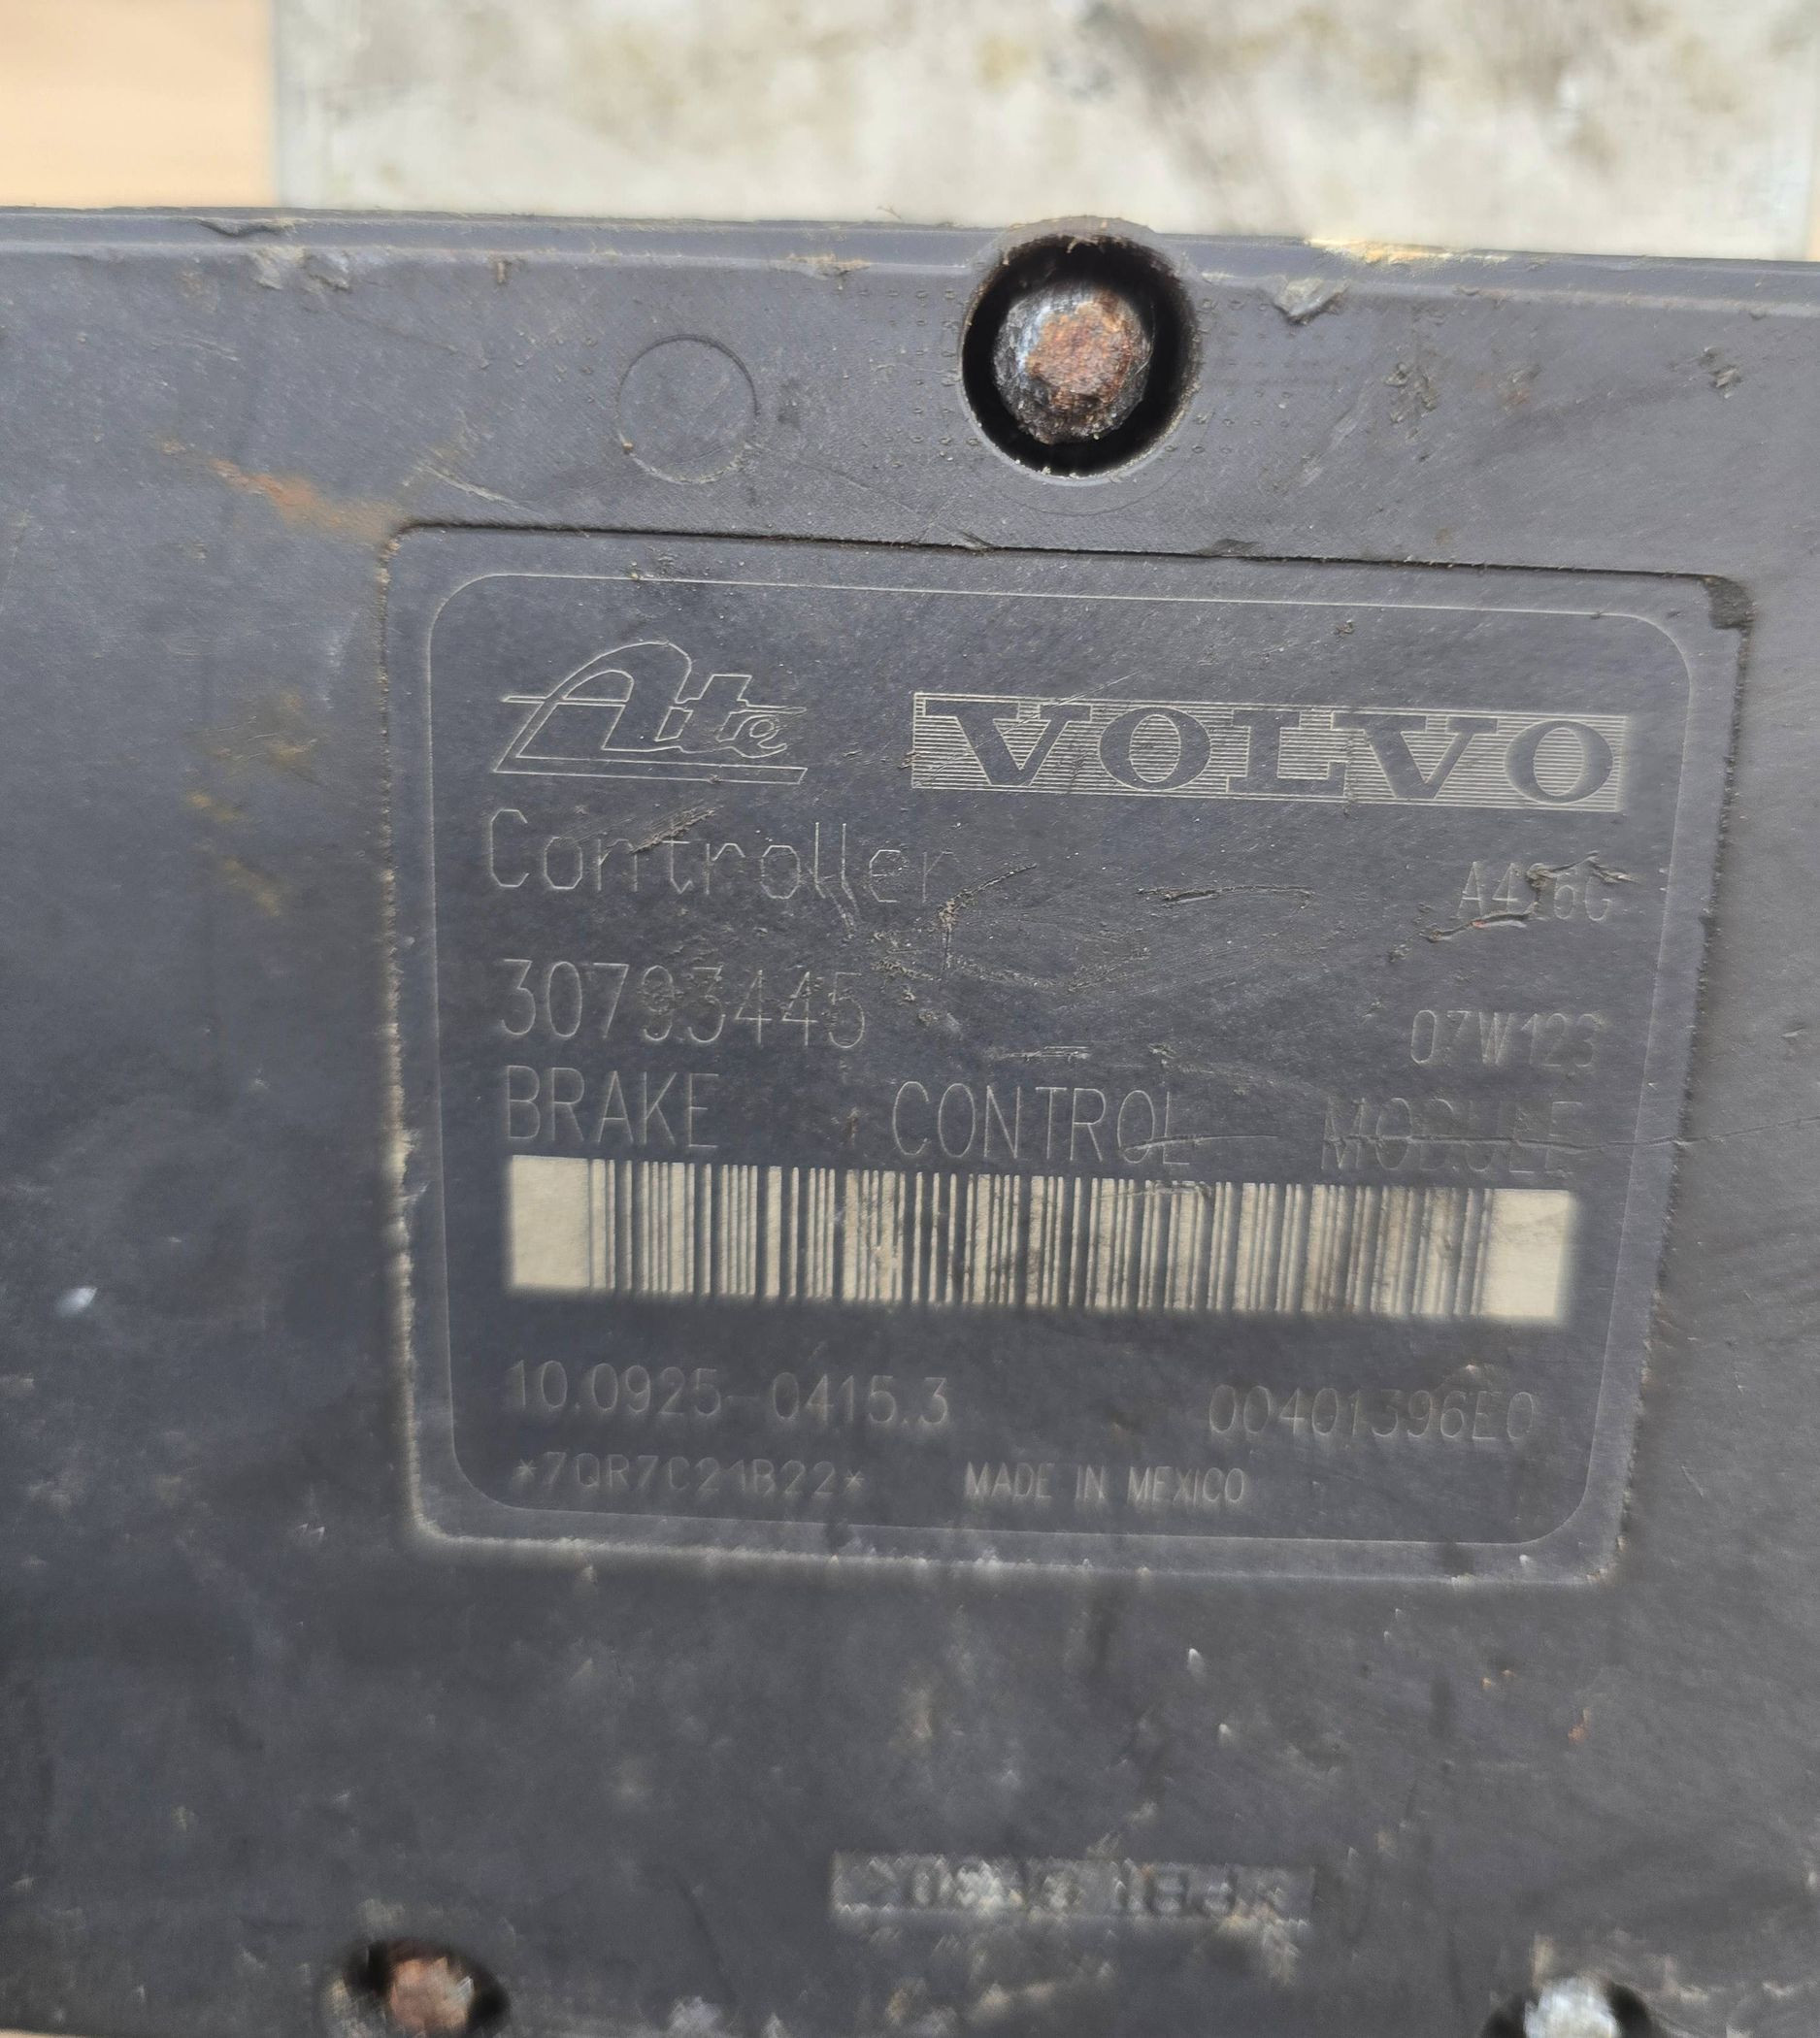 Ate VOLVO
Controller
30793445 07W123
BRAKE CONTROL MODULE
10.0925-0415.3 00401396E0
*7QR7C21B22* MADE IN MEXICO